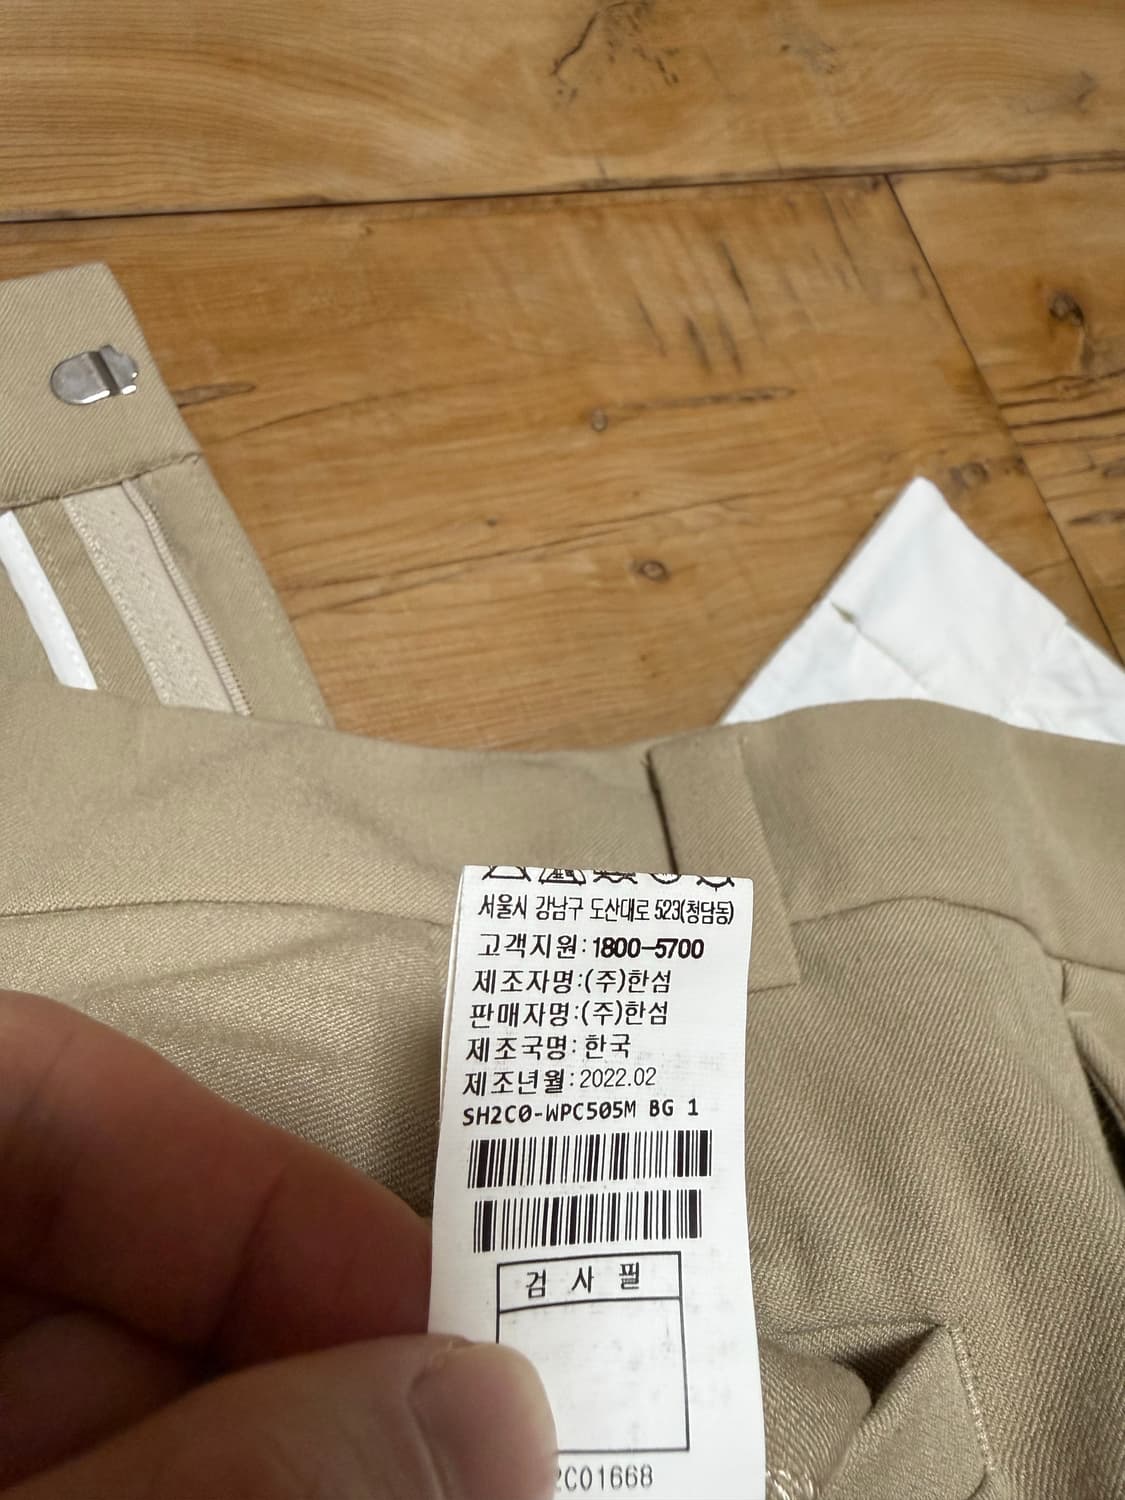 서울시 강남구 도산대로 523(청담동)
고객지원:1800-5700
제조자명:(주)한섬
판매자명:(주)한섬
제조국명:한국
제조년월:2022.02
SH2C0-WPC505M BG 1
검 사 필
2C01668